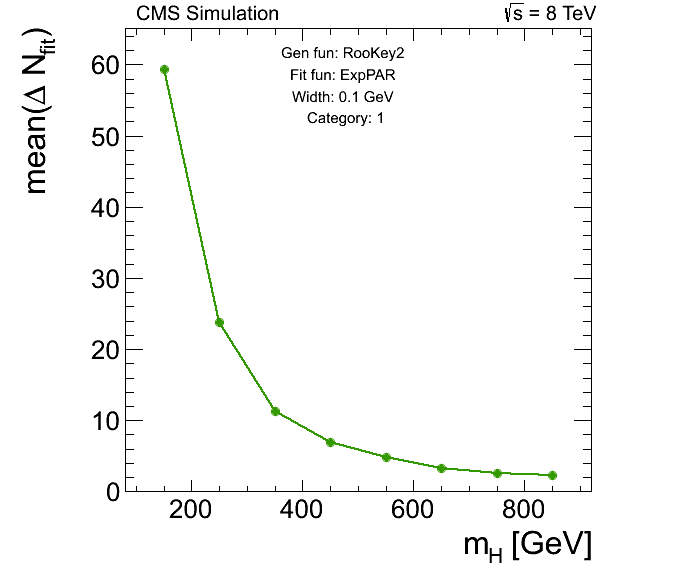 CMS Simulation
√s = 8 TeV
Gen fun: RooKey2
Fit fun: ExpPAR
Width: 0.1 GeV
Category: 1
mean(Δ N_fit)
60
50
40
30
20
10
0
200 400 600 800
m_H [GeV]